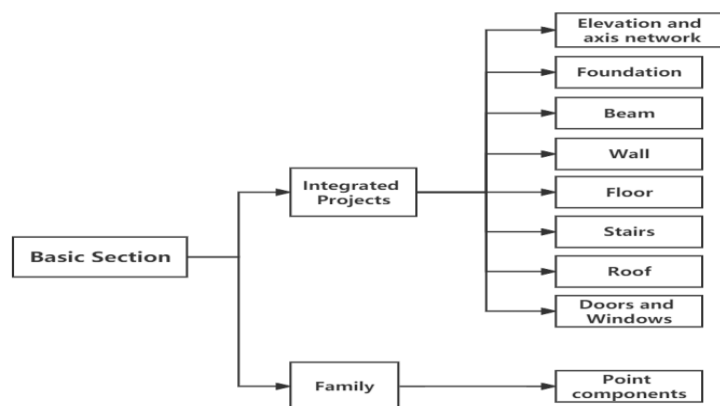 Elevation and
axis network
Foundation
Beam
Wall
Integrated
Projects
Floor
Stairs
Basic Section
Roof
Doors and
Windows
Family
Point
components